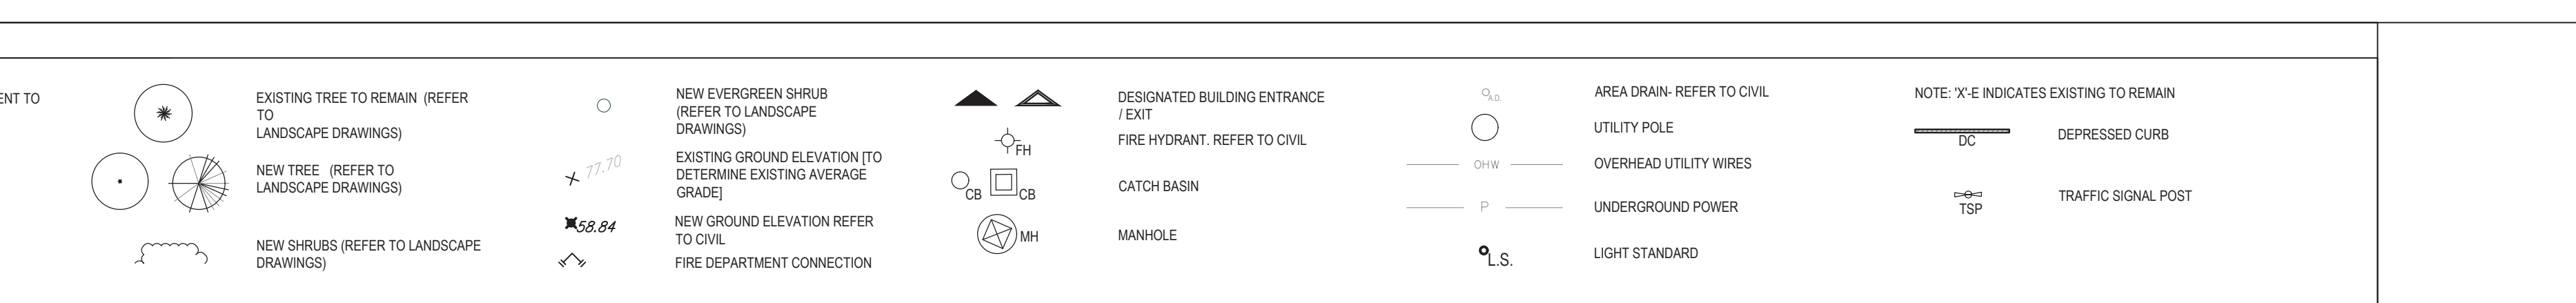 ENT TO
EXISTING TREE TO REMAIN (REFER
TO
LANDSCAPE DRAWINGS)
NEW TREE (REFER TO
LANDSCAPE DRAWINGS)
NEW SHRUBS (REFER TO LANDSCAPE
DRAWINGS)
NEW EVERGREEN SHRUB
(REFER TO LANDSCAPE
DRAWINGS)
77.70
EXISTING GROUND ELEVATION [TO
DETERMINE EXISTING AVERAGE
GRADE]
58.84
NEW GROUND ELEVATION REFER
TO CIVIL
FIRE DEPARTMENT CONNECTION
DESIGNATED BUILDING ENTRANCE
/ EXIT
FH
FIRE HYDRANT. REFER TO CIVIL
CB CB
CATCH BASIN
MH
MANHOLE
A.D.
AREA DRAIN- REFER TO CIVIL
UTILITY POLE
OHW
OVERHEAD UTILITY WIRES
P
UNDERGROUND POWER
L.S.
LIGHT STANDARD
NOTE: 'X'-E INDICATES EXISTING TO REMAIN
DC
DEPRESSED CURB
TSP
TRAFFIC SIGNAL POST